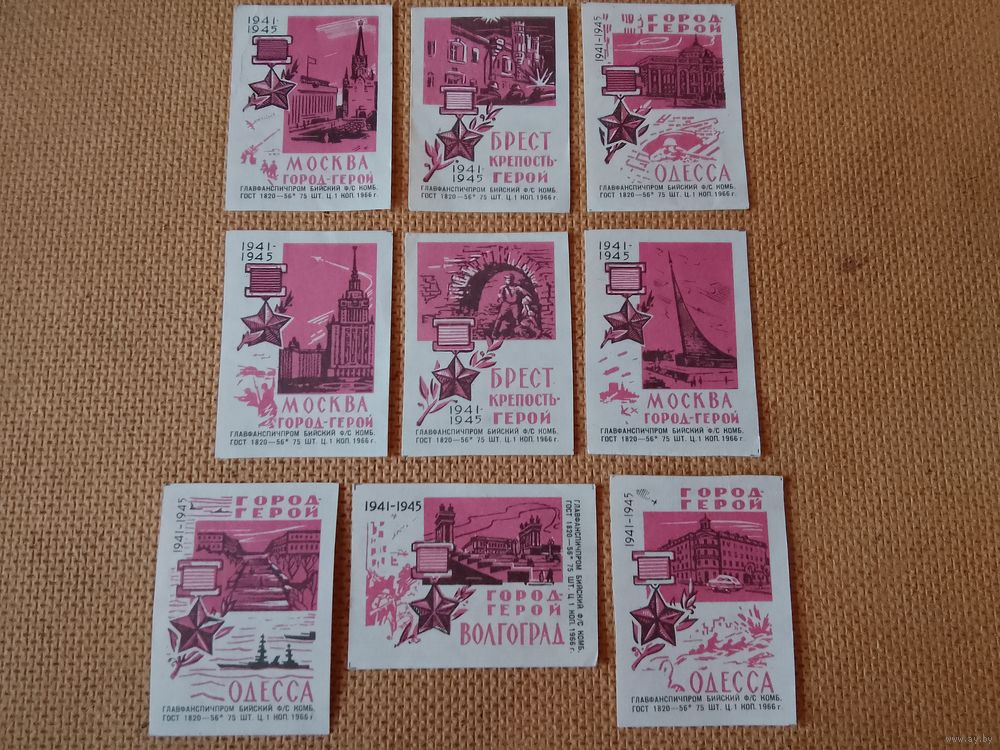 1941-
1945
МОСКВА
ГОРОД-ГЕРОЙ
ГЛАВФАНСПИЧПРОМ БИЙСКИЙ Ф/С КОМБ.
ГОСТ 1820—56* 75 ШТ. Ц. 1 КОП. 1966 г.
БРЕСТ
КРЕПОСТЬ-
ГЕРОЙ
1941-
1945
ГЛАВФАНСПИЧПРОМ БИЙСКИЙ Ф/С КОМБ.
ГОСТ 1820—56* 75 ШТ. Ц. 1 КОП. 1966 г.
1941-1945
ГОРОД-
ГЕРОЙ
ОДЕССА
ГЛАВФАНСПИЧПРОМ БИЙСКИЙ Ф/С КОМБ.
ГОСТ 1820—56* 75 ШТ. Ц. 1 КОП. 1966 г.
1941-
1945
МОСКВА
ГОРОД-ГЕРОЙ
ГЛАВФАНСПИЧПРОМ БИЙСКИЙ Ф/С КОМБ.
ГОСТ 1820—56* 75 ШТ. Ц. 1 КОП. 1966 г.
БРЕСТ
КРЕПОСТЬ-
ГЕРОЙ
1941-
1945
ГЛАВФАНСПИЧПРОМ БИЙСКИЙ Ф/С КОМБ.
ГОСТ 1820—56* 75 ШТ. Ц. 1 КОП. 1966 г.
1941-
1945
МОСКВА
ГОРОД-ГЕРОЙ
ГЛАВФАНСПИЧПРОМ БИЙСКИЙ Ф/С КОМБ.
ГОСТ 1820—56* 75 ШТ. Ц. 1 КОП. 1966 г.
1941-1945
ГОРОД-
ГЕРОЙ
ОДЕССА
ГЛАВФАНСПИЧПРОМ БИЙСКИЙ Ф/С КОМБ.
ГОСТ 1820—56* 75 ШТ. Ц. 1 КОП. 1966 г
1941-1945
ГОРОД-
ГЕРОЙ
ВОЛГОГРАД
ГЛАВФАНСПИЧПРОМ БИЙСКИЙ Ф/С КОМБ.
ГОСТ 1820—56* 75 ШТ. Ц. 1 КОП. 1966 г.
1941-1945
ГОРОД-
ГЕРОЙ
ОДЕССА
ГЛАВФАНСПИЧПРОМ БИЙСКИЙ Ф/С КОМБ.
ГОСТ 1820—56* 75 ШТ. Ц. 1 КОП. 1966 г.
www.ay.by